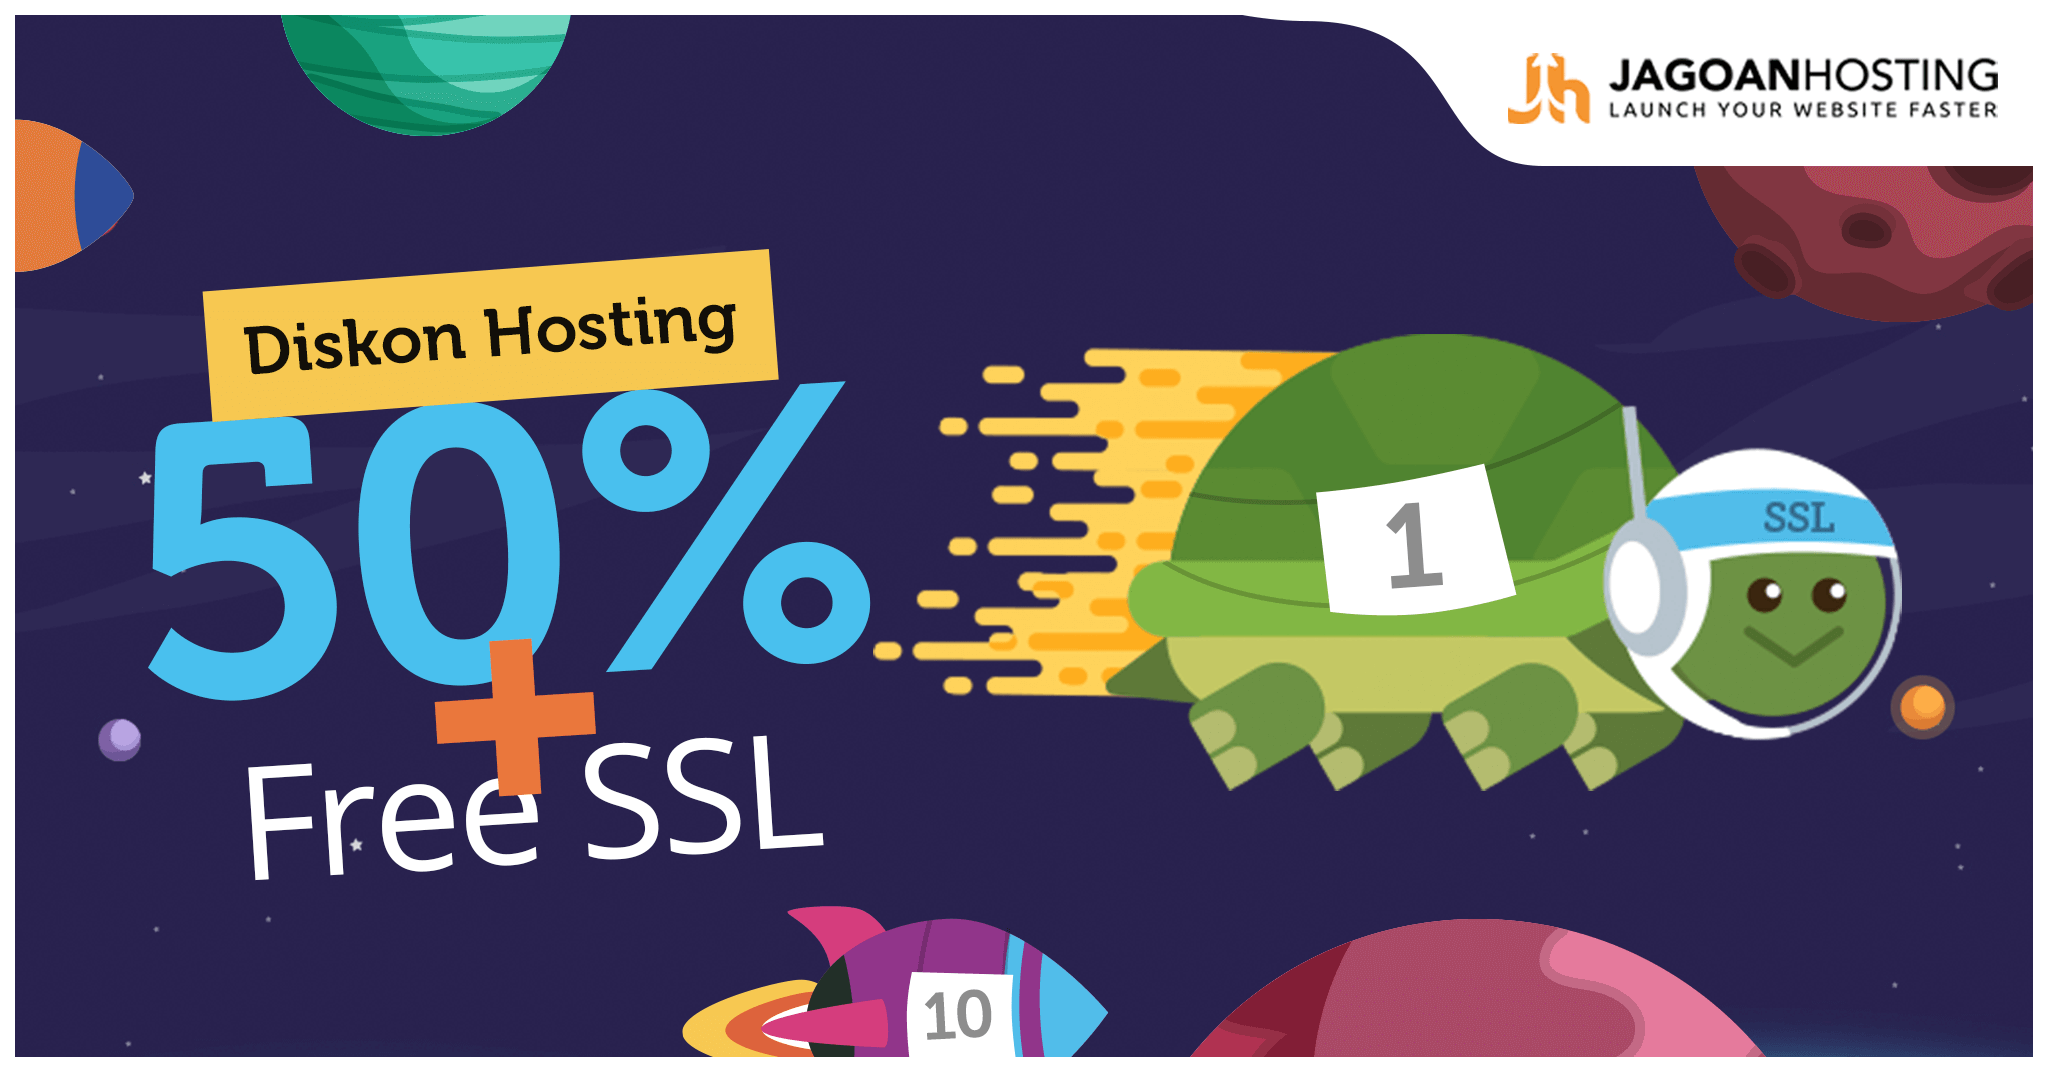 JAGOANHOSTING
LAUNCH YOUR WEBSITE FASTER
Diskon Hosting
50%
+
Free SSL
1
SSL
10